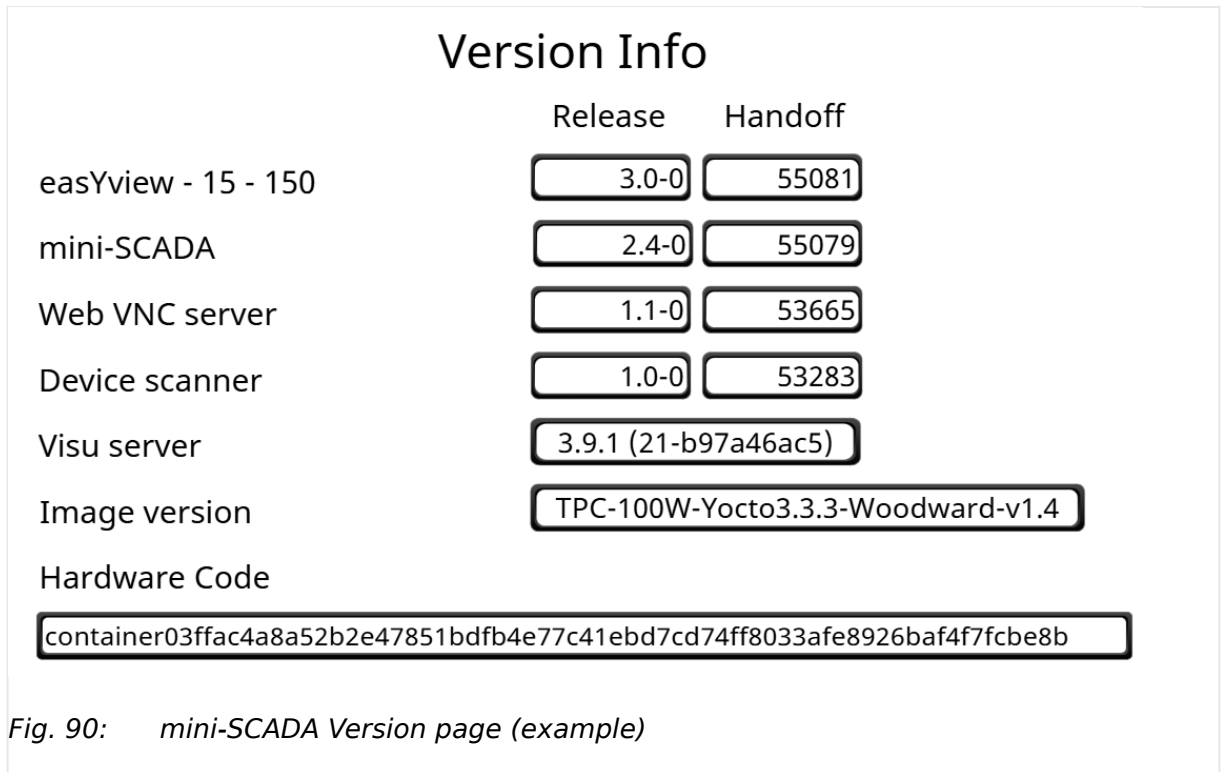 Version Info
Release Handoff
easYview - 15 - 150 3.0-0 55081
mini-SCADA 2.4-0 55079
Web VNC server 1.1-0 53665
Device scanner 1.0-0 53283
Visu server 3.9.1 (21-b97a46ac5)
Image version TPC-100W-Yocto3.3.3-Woodward-v1.4
Hardware Code
container03ffac4a8a52b2e47851bdfb4e77c41ebd7cd74ff8033afe8926baf4f7fcbe8b
Fig. 90: mini-SCADA Version page (example)